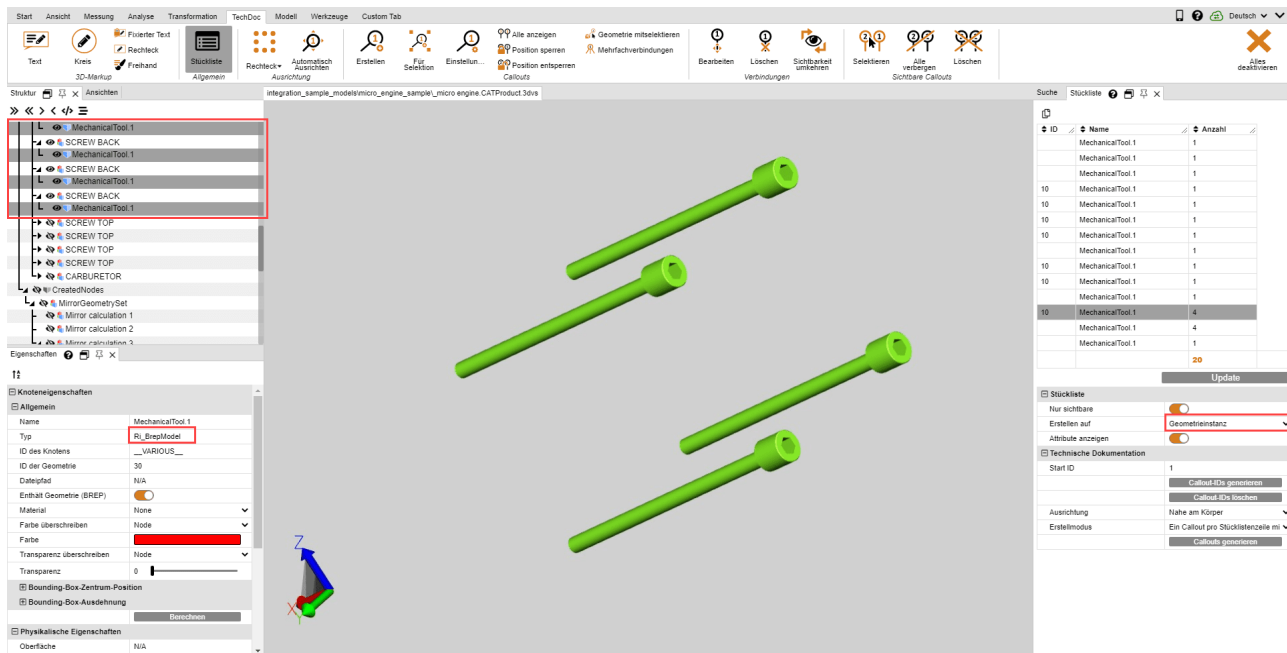 Start Ansicht Messung Analyse Transformation TechDoc Modell Werkzeuge Custom Tab Deutsch
Text
Kreis
Fixierter Text
Rechteck
Freihand
3D-Markup
Stückliste
Allgemein
Rechteck
Automatisch Ausrichten
Ausrichtung
Erstellen
Für Selektion
Einstellun...
Alle anzeigen
Position sperren
Position entsperren
Geometrie mitselektieren
Mehrfachverbindungen
Callouts
Bearbeiten
Löschen
Sichtbarkeit umkehren
Verbindungen
Selektieren
Alle verbergen
Löschen
Sichtbare Callouts
Alles deaktivieren
Struktur Ansichten
MechanicalTool.1
SCREW BACK
MechanicalTool.1
SCREW BACK
MechanicalTool.1
SCREW BACK
MechanicalTool.1
SCREW TOP
SCREW TOP
SCREW TOP
SCREW TOP
CARBURETOR
CreatedNodes
MirrorGeometrySet
Mirror calculation 1
Mirror calculation 2
Mirror calculation 3
Eigenschaften
Knoteneigenschaften
Allgemein
Name MechanicalTool.1
Typ Ri_BrepModel
ID des Knotens __VARIOUS__
ID der Geometrie 30
Dateipfad N/A
Enthält Geometrie (BREP)
Material None
Farbe überschreiben Node
Farbe
Transparenz überschreiben Node
Transparenz 0
Bounding-Box-Zentrum-Position
Bounding-Box-Ausdehnung
Berechnen
Physikalische Eigenschaften
Oberfläche N/A
integration_sample_models\micro_engine_sample\_micro engine.CATProduct.3dvs
Z
X
Y
Suche Stückliste
ID Name Anzahl
MechanicalTool.1 1
MechanicalTool.1 1
MechanicalTool.1 1
10 MechanicalTool.1 1
10 MechanicalTool.1 1
10 MechanicalTool.1 1
10 MechanicalTool.1 1
MechanicalTool.1 1
10 MechanicalTool.1 1
10 MechanicalTool.1 1
MechanicalTool.1 1
10 MechanicalTool.1 4
MechanicalTool.1 4
MechanicalTool.1 1
20
Update
Stückliste
Nur sichtbare
Erstellen auf Geometrieinstanz
Attribute anzeigen
Technische Dokumentation
Start ID 1
Callout-IDs generieren
Callout-IDs löschen
Ausrichtung Nahe am Körper
Erstellmodus Ein Callout pro Stücklistenzeile mi
Callouts generieren